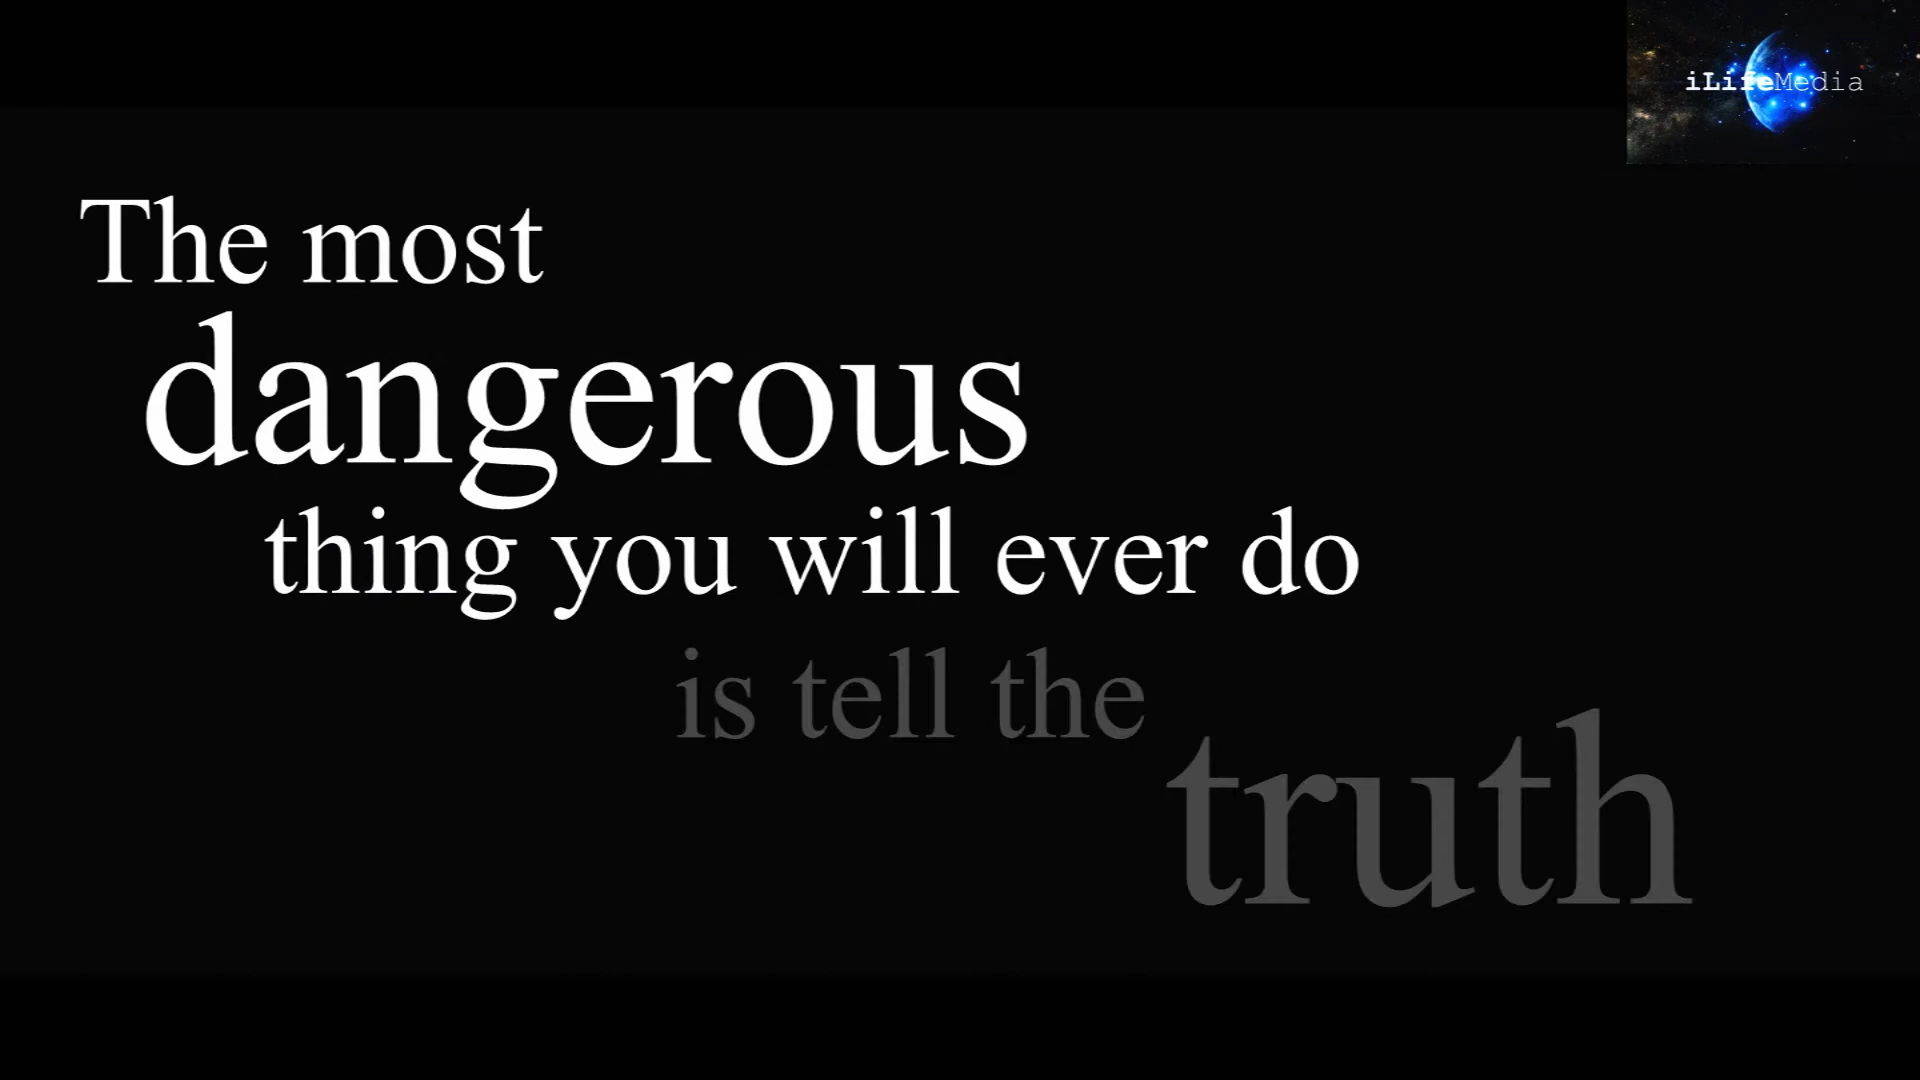 iLifeMedia
The most
dangerous
thing you will ever do
is tell the
truth